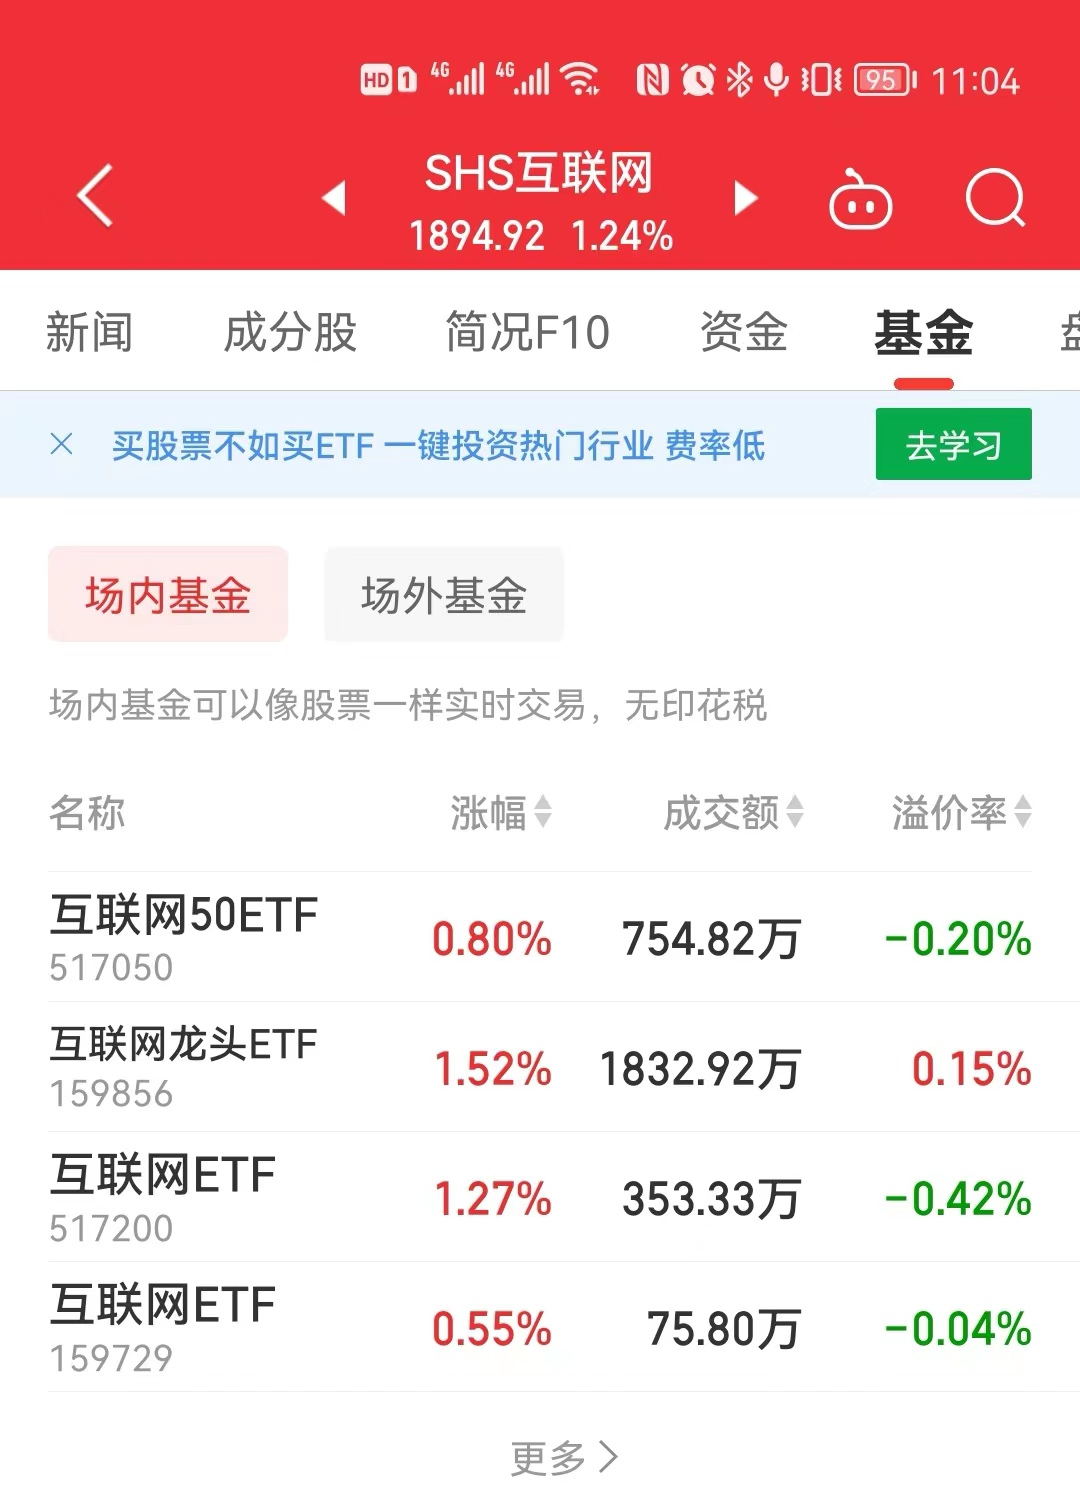 HD 1 4G 4G 95 11:04
SHS互联网
1894.92 1.24%
新闻 成分股 简况F10 资金 基金
买股票不如买ETF 一键投资热门行业 费率低 去学习
场内基金 场外基金
场内基金可以像股票一样实时交易，无印花税
名称 涨幅 成交额 溢价率
互联网50ETF
517050
0.80% 754.82万 -0.20%
互联网龙头ETF
159856
1.52% 1832.92万 0.15%
互联网ETF
517200
1.27% 353.33万 -0.42%
互联网ETF
159729
0.55% 75.80万 -0.04%
更多